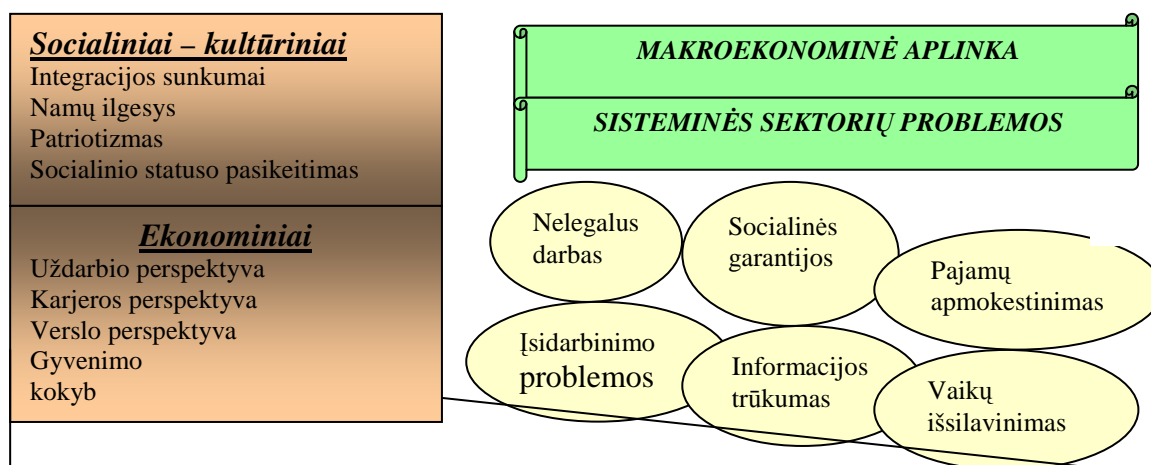 Socialiniai – kultūriniai
Integracijos sunkumai
Namų ilgesys
Patriotizmas
Socialinio statuso pasikeitimas
Ekonominiai
Uždarbio perspektyva
Karjeros perspektyva
Verslo perspektyva
Gyvenimo
kokyb
MAKROEKONOMINĖ APLINKA
SISTEMINĖS SEKTORIŲ PROBLEMOS
Nelegalus
darbas
Socialinės
garantijos
Pajamų
apmokestinimas
Įsidarbinimo
problemos
Informacijos
trūkumas
Vaikų
išsilavinimas